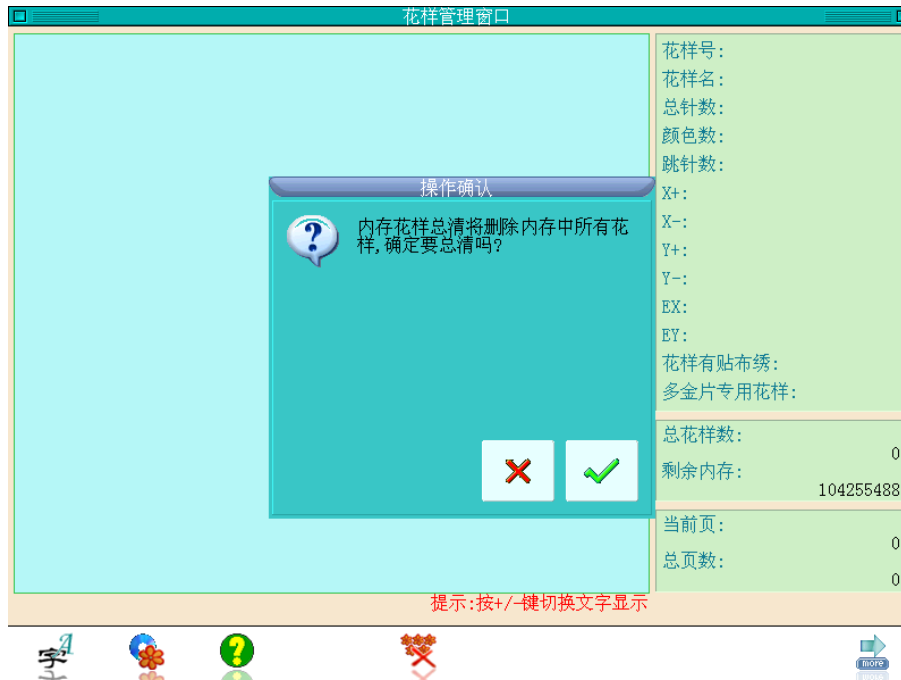 花样管理窗口
花样号:
花样名:
总针数:
颜色数:
跳针数:
X+:
X-:
Y+:
Y-:
EX:
EY:
花样有贴布绣:
多金片专用花样:
操作确认
内存花样总清将删除内存中所有花
样,确定要总清吗?
总花样数:
0
剩余内存:
104255488
当前页:
0
总页数:
0
提示:按+/-键切换文字显示
字A
?
more